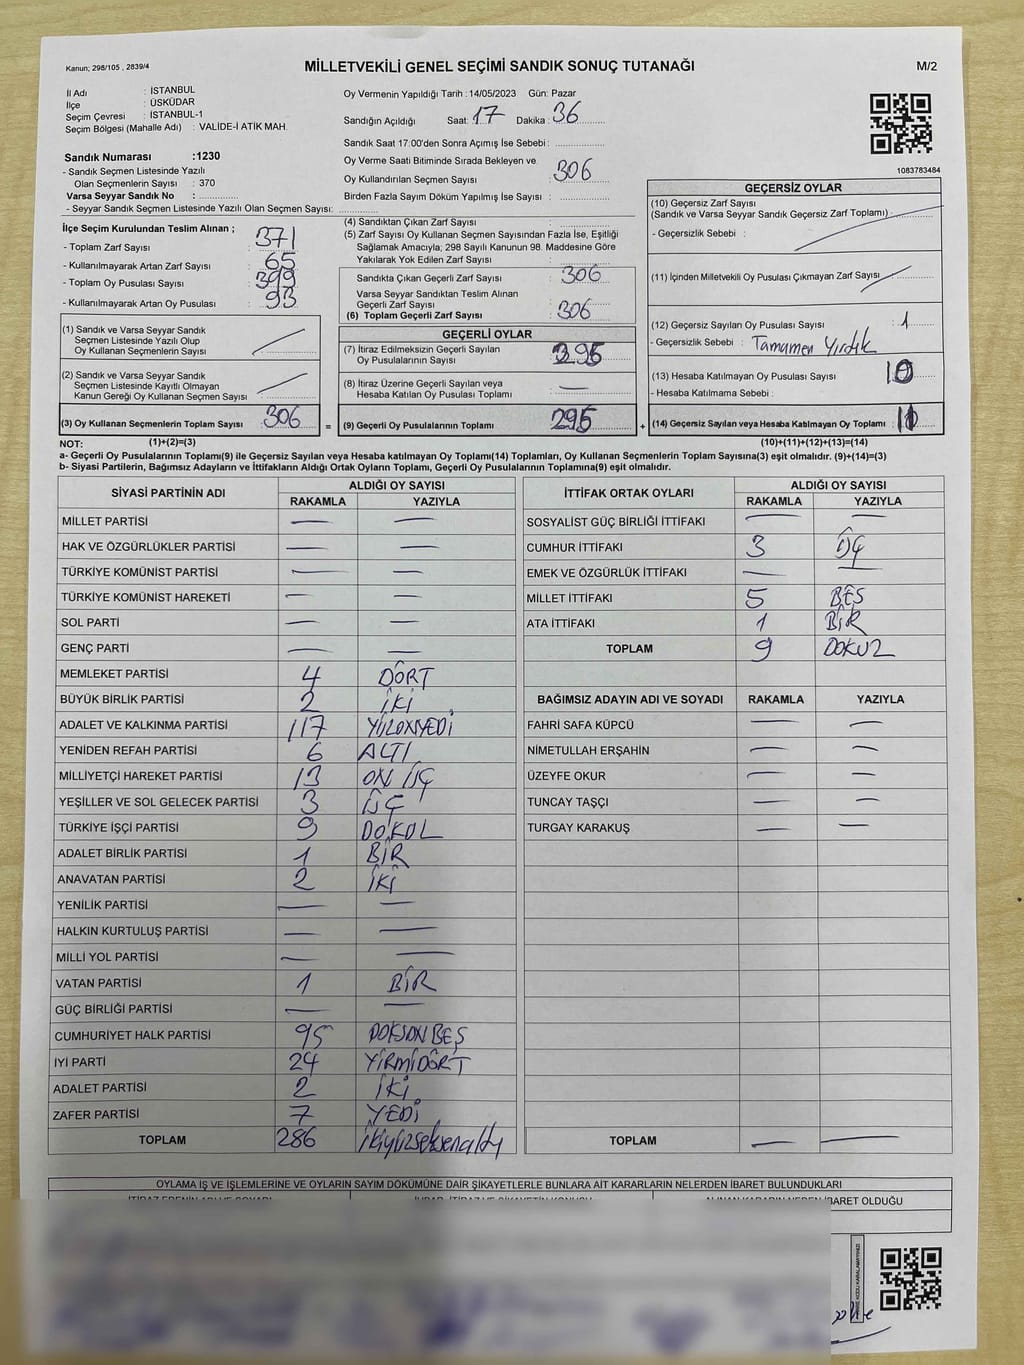 Kanun; 298/105 , 2839/4
MİLLETVEKİLİ GENEL SEÇİMİ SANDIK SONUÇ TUTANAĞI
M/2
İl Adı : İSTANBUL
İlçe : ÜSKÜDAR
Seçim Çevresi : İSTANBUL-1
Seçim Bölgesi (Mahalle Adı) : VALİDE-İ ATİK MAH.
Sandık Numarası :1230
- Sandık Seçmen Listesinde Yazılı
Olan Seçmenlerin Sayısı : 370
Varsa Seyyar Sandık No :
- Seyyar Sandık Seçmen Listesinde Yazılı Olan Seçmen Sayısı:
Oy Vermenin Yapıldığı Tarih : 14/05/2023 Gün: Pazar
Sandığın Açıldığı Saat: 17 Dakika: 36
Sandık Saat 17:00'den Sonra Açımış İse Sebebi:
Oy Verme Saati Bitiminde Sırada Bekleyen ve
Oy Kullandırılan Seçmen Sayısı : 306
Birden Fazla Sayım Döküm Yapılmış İse Sayısı :
1083783484
İlçe Seçim Kurulundan Teslim Alınan ;
- Toplam Zarf Sayısı : 371
- Kullanılmayarak Artan Zarf Sayısı : 65
- Toplam Oy Pusulası Sayısı : 399
- Kullanılmayarak Artan Oy Pusulası : 93
(1) Sandık ve Varsa Seyyar Sandık
Seçmen Listesinde Yazılı Olup
Oy Kullanan Seçmenlerin Sayısı
(2) Sandık ve Varsa Seyyar Sandık
Seçmen Listesinde Kayıtlı Olmayan
Kanun Gereği Oy Kullanan Seçmen Sayısı
(3) Oy Kullanan Seçmenlerin Toplam Sayısı : 306
(4) Sandıktan Çıkan Zarf Sayısı :
(5) Zarf Sayısı Oy Kullanan Seçmen Sayısından Fazla İse, Eşitliği
Sağlamak Amacıyla; 298 Sayılı Kanunun 98. Maddesine Göre
Yakılarak Yok Edilen Zarf Sayısı :
Sandıkta Çıkan Geçerli Zarf Sayısı : 306
Varsa Seyyar Sandıktan Teslim Alınan
Geçerli Zarf Sayısı :
(6) Toplam Geçerli Zarf Sayısı : 306
GEÇERLİ OYLAR
(7) İtiraz Edilmeksizin Geçerli Sayılan
Oy Pusulalarının Sayısı : 295
(8) İtiraz Üzerine Geçerli Sayılan veya
Hesaba Katılan Oy Pusulası Toplamı : —
= (9) Geçerli Oy Pusulalarının Toplamı : 295
GEÇERSİZ OYLAR
(10) Geçersiz Zarf Sayısı
(Sandık ve Varsa Seyyar Sandık Geçersiz Zarf Toplamı) :
- Geçersizlik Sebebi :
(11) İçinden Milletvekili Oy Pusulası Çıkmayan Zarf Sayısı
(12) Geçersiz Sayılan Oy Pusulası Sayısı : 1
- Geçersizlik Sebebi : Tamamen Yırtık
(13) Hesaba Katılmayan Oy Pusulası Sayısı : 10
- Hesaba Katılmama Sebebi :
+ (14) Geçersiz Sayılan veya Hesaba Katılmayan Oy Toplamı : 11
NOT: (1)+(2)=(3) (10)+(11)+(12)+(13)=(14)
a- Geçerli Oy Pusulalarının Toplamı(9) ile Geçersiz Sayılan veya Hesaba katılmayan Oy Toplamı(14) Toplamları, Oy Kullanan Seçmenlerin Toplam Sayısına(3) eşit olmalıdır. (9)+(14)=(3)
b- Siyasi Partilerin, Bağımsız Adayların ve İttifakların Aldığı Ortak Oyların Toplamı, Geçerli Oy Pusulalarının Toplamına(9) eşit olmalıdır.
SİYASİ PARTİNİN ADI ALDIĞI OY SAYISI
RAKAMLA YAZIYLA
MİLLET PARTİSİ — —
HAK VE ÖZGÜRLÜKLER PARTİSİ — —
TÜRKİYE KOMÜNİST PARTİSİ — —
TÜRKİYE KOMÜNİST HAREKETİ — —
SOL PARTİ — —
GENÇ PARTİ — —
MEMLEKET PARTİSİ 4 DÖRT
BÜYÜK BİRLİK PARTİSİ 2 İKİ
ADALET VE KALKINMA PARTİSİ 117 YÜZONYEDİ
YENİDEN REFAH PARTİSİ 6 ALTI
MİLLİYETÇİ HAREKET PARTİSİ 13 ON ÜÇ
YEŞİLLER VE SOL GELECEK PARTİSİ 3 ÜÇ
TÜRKİYE İŞÇİ PARTİSİ 9 DOKUZ
ADALET BİRLİK PARTİSİ 1 BİR
ANAVATAN PARTİSİ 2 İKİ
YENİLİK PARTİSİ — —
HALKIN KURTULUŞ PARTİSİ — —
MİLLİ YOL PARTİSİ — —
VATAN PARTİSİ 1 BİR
GÜÇ BİRLİĞİ PARTİSİ — —
CUMHURİYET HALK PARTİSİ 95 DOKSAN BEŞ
İYİ PARTİ 24 YİRMİDÖRT
ADALET PARTİSİ 2 İKİ
ZAFER PARTİSİ 7 YEDİ
TOPLAM 286 ikiyüzseksenaltı
İTTİFAK ORTAK OYLARI ALDIĞI OY SAYISI
RAKAMLA YAZIYLA
SOSYALİST GÜÇ BİRLİĞİ İTTİFAKI — —
CUMHUR İTTİFAKI 3 ÜÇ
EMEK VE ÖZGÜRLÜK İTTİFAKI — —
MİLLET İTTİFAKI 5 BEŞ
ATA İTTİFAKI 1 BİR
TOPLAM 9 DOKUZ
BAĞIMSIZ ADAYIN ADI VE SOYADI RAKAMLA YAZIYLA
FAHRİ SAFA KÜPCÜ — —
NİMETULLAH ERŞAHİN — —
ÜZEYFE OKUR — —
TUNCAY TAŞÇI — —
TURGAY KARAKUŞ — —
TOPLAM — —
OYLAMA İŞ VE İŞLEMLERİNE VE OYLARIN SAYIM DÖKÜMÜNE DAİR ŞİKAYETLERLE BUNLARA AİT KARARLARIN NELERDEN İBARET BULUNDUKLARI
İBARET OLDUĞU